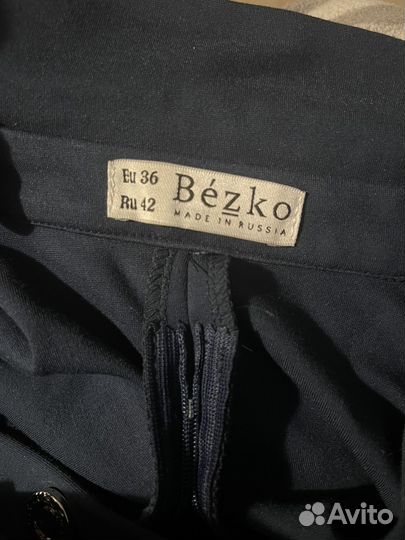 Eu 36
Ru 42
Bézko
MADE IN RUSSIA
Avito